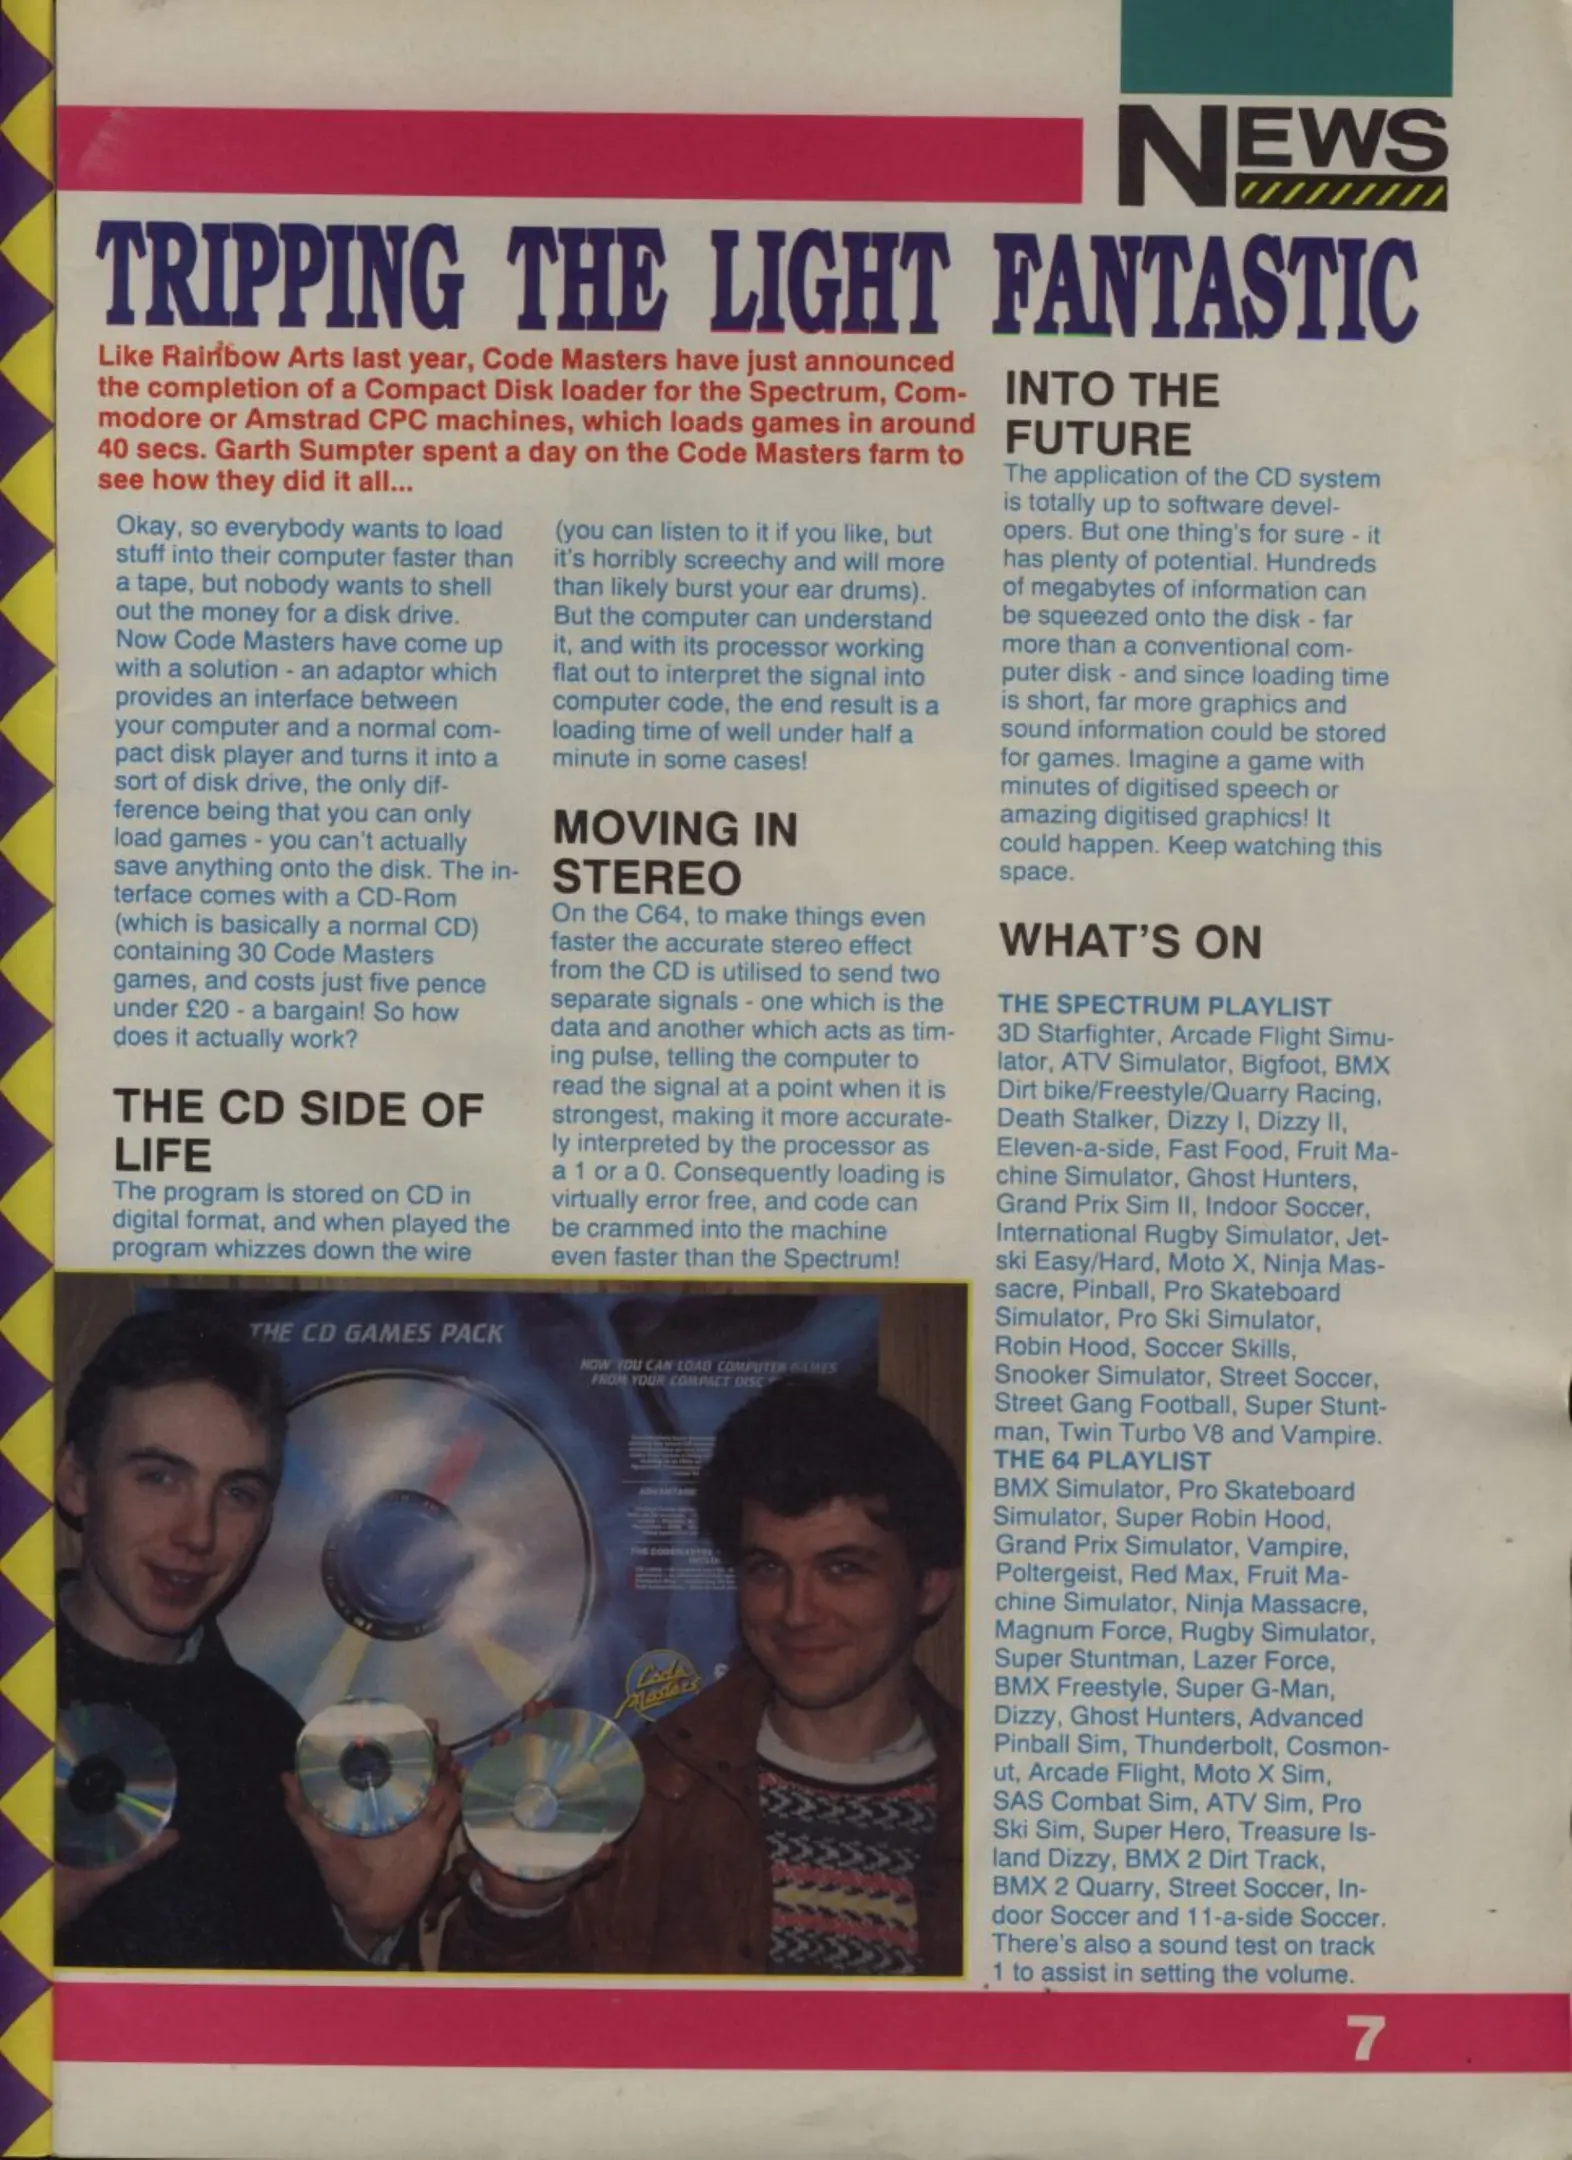 NEWS
TRIPPING THE LIGHT FANTASTIC
Like Rainbow Arts last year, Code Masters have just announced
the completion of a Compact Disk loader for the Spectrum, Com-
modore or Amstrad CPC machines, which loads games in around
40 secs. Garth Sumpter spent a day on the Code Masters farm to
see how they did it all...
Okay, so everybody wants to load
stuff into their computer faster than
a tape, but nobody wants to shell
out the money for a disk drive.
Now Code Masters have come up
with a solution - an adaptor which
provides an interface between
your computer and a normal com-
pact disk player and turns it into a
sort of disk drive, the only dif-
ference being that you can only
load games - you can't actually
save anything onto the disk. The in-
terface comes with a CD-Rom
(which is basically a normal CD)
containing 30 Code Masters
games, and costs just five pence
under £20 - a bargain! So how
does it actually work?
THE CD SIDE OF
LIFE
The program is stored on CD in
digital format, and when played the
program whizzes down the wire
(you can listen to it if you like, but
it's horribly screechy and will more
than likely burst your ear drums).
But the computer can understand
it, and with its processor working
flat out to interpret the signal into
computer code, the end result is a
loading time of well under half a
minute in some cases!
MOVING IN
STEREO
On the C64, to make things even
faster the accurate stereo effect
from the CD is utilised to send two
separate signals - one which is the
data and another which acts as tim-
ing pulse, telling the computer to
read the signal at a point when it is
strongest, making it more accurate-
ly interpreted by the processor as
a 1 or a 0. Consequently loading is
virtually error free, and code can
be crammed into the machine
even faster than the Spectrum!
INTO THE
FUTURE
The application of the CD system
is totally up to software devel-
opers. But one thing's for sure - it
has plenty of potential. Hundreds
of megabytes of information can
be squeezed onto the disk - far
more than a conventional com-
puter disk - and since loading time
is short, far more graphics and
sound information could be stored
for games. Imagine a game with
minutes of digitised speech or
amazing digitised graphics! It
could happen. Keep watching this
space.
WHAT'S ON
THE SPECTRUM PLAYLIST
3D Starfighter, Arcade Flight Simu-
lator, ATV Simulator, Bigfoot, BMX
Dirt bike/Freestyle/Quarry Racing,
Death Stalker, Dizzy I, Dizzy II,
Eleven-a-side, Fast Food, Fruit Ma-
chine Simulator, Ghost Hunters,
Grand Prix Sim II, Indoor Soccer,
International Rugby Simulator, Jet-
ski Easy/Hard, Moto X, Ninja Mas-
sacre, Pinball, Pro Skateboard
Simulator, Pro Ski Simulator,
Robin Hood, Soccer Skills,
Snooker Simulator, Street Soccer,
Street Gang Football, Super Stunt-
man, Twin Turbo V8 and Vampire.
THE 64 PLAYLIST
BMX Simulator, Pro Skateboard
Simulator, Super Robin Hood,
Grand Prix Simulator, Vampire,
Poltergeist, Red Max, Fruit Ma-
chine Simulator, Ninja Massacre,
Magnum Force, Rugby Simulator,
Super Stuntman, Lazer Force,
BMX Freestyle, Super G-Man,
Dizzy, Ghost Hunters, Advanced
Pinball Sim, Thunderbolt, Cosmon-
ut, Arcade Flight, Moto X Sim,
SAS Combat Sim, ATV Sim, Pro
Ski Sim, Super Hero, Treasure Is-
land Dizzy, BMX 2 Dirt Track,
BMX 2 Quarry, Street Soccer, In-
door Soccer and 11-a-side Soccer.
There's also a sound test on track
1 to assist in setting the volume.
THE CD GAMES PACK
NOW YOU CAN LOAD COMPUTER GAMES
FROM YOUR COMPACT DISC
Code
Masters
7